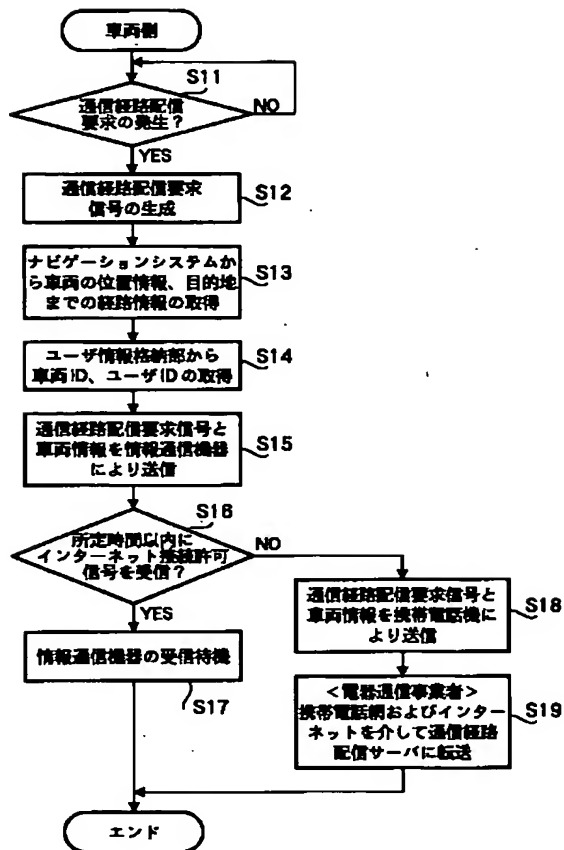 車両側
S11
通信経路配信
要求の発生？
NO
YES
通信経路配信要求
信号の生成
S12
ナビゲーションシステムか
ら車両の位置情報、目的地
までの経路情報の取得
S13
ユーザ情報格納部から
車両ID、ユーザIDの取得
S14
通信経路配信要求信号と
車両情報を情報通信機器
により送信
S15
S16
所定時間以内に
インターネット接続許可
信号を受信？
NO
YES
通信経路配信要求信号と
車両情報を携帯電話機に
より送信
S18
情報通信機器の受信待機
S17
＜電器通信事業者＞
携帯電話網およびインター
ネットを介して通信経路
配信サーバに転送
S19
エンド